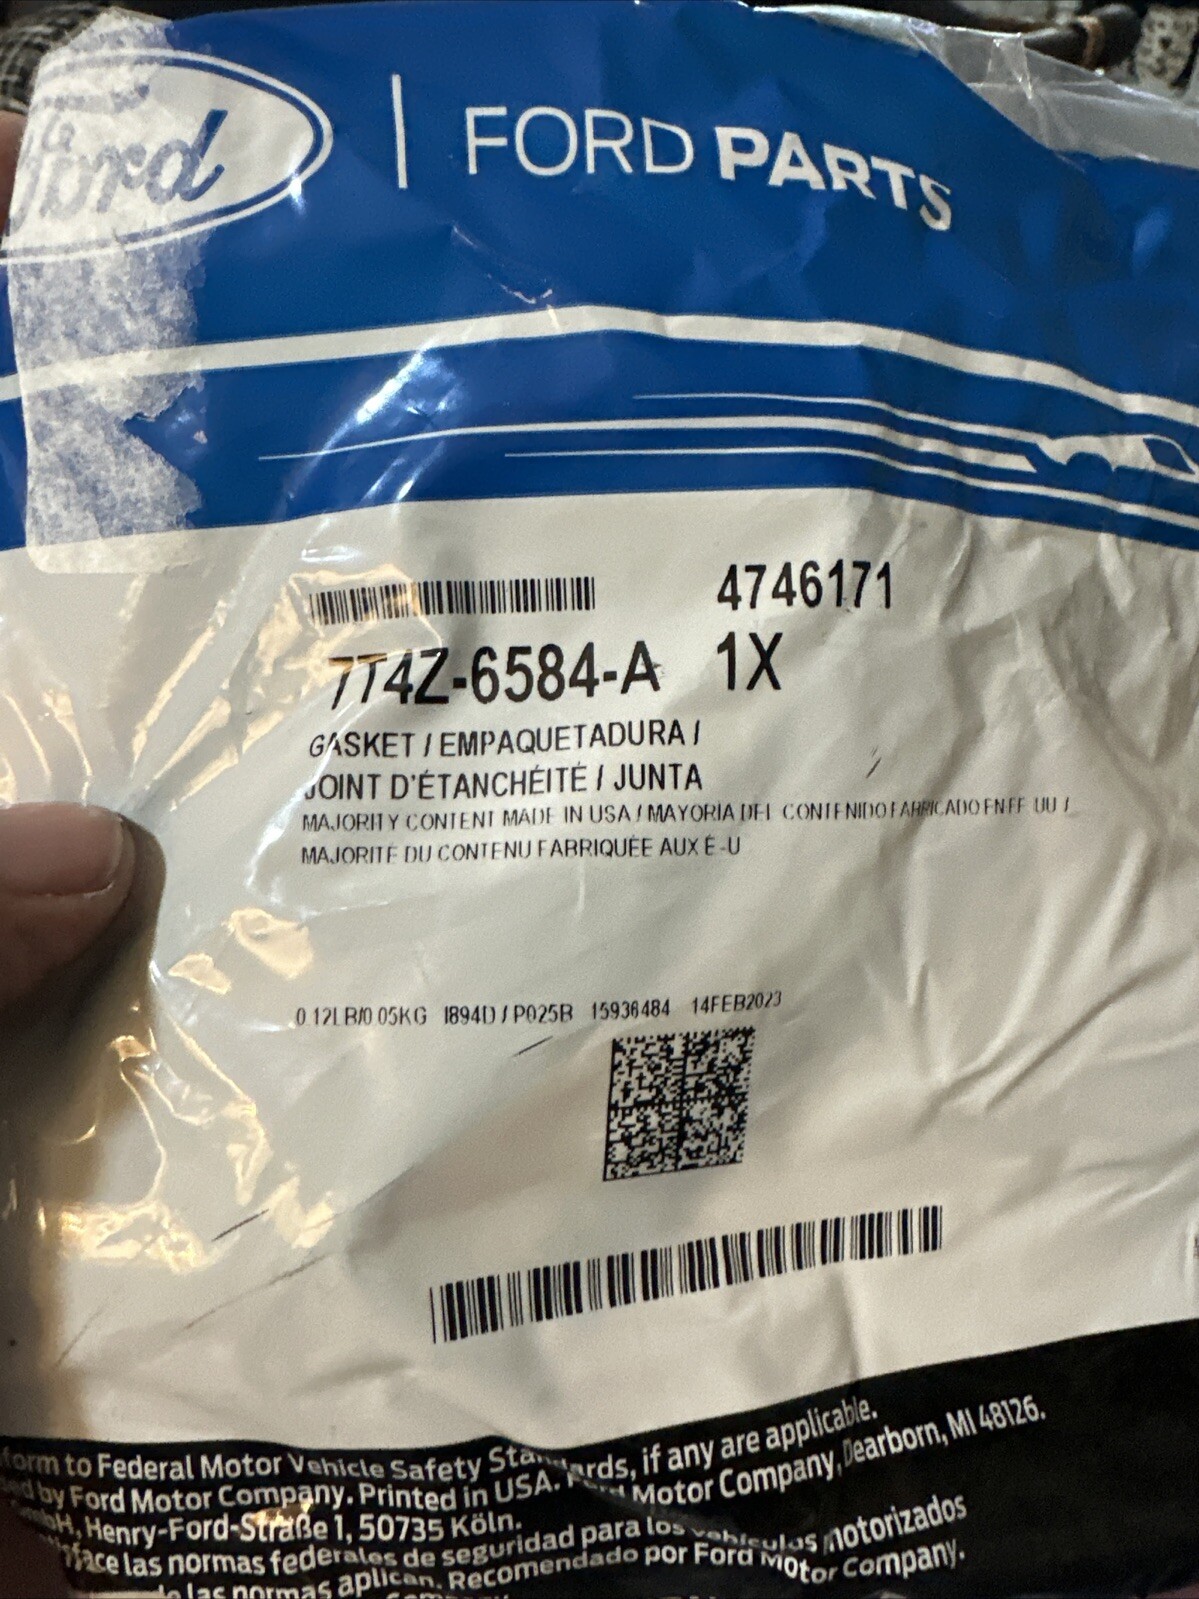 Ford | FORD PARTS
4746171
7T4Z-6584-A 1X
GASKET / EMPAQUETADURA /
JOINT D'ÉTANCHÉITÉ / JUNTA
MAJORITY CONTENT MADE IN USA / MAYORIA DEL CONTENIDO FABRICADO EN EE UU /
MAJORITÉ DU CONTENU FABRIQUÉE AUX É-U
0 12LB/0 05KG I894D / P025B 15936484 14FEB2023
form to Federal Motor Vehicle Safety Standards, if any are applicable.
by Ford Motor Company. Printed in USA. Ford Motor Company, Dearborn, MI 48126.
GmbH, Henry-Ford-Straße 1, 50735 Köln.
las normas federales de seguridad para los vehículos motorizados
las normas aplican. Recomendado por Ford Motor Company.
Company